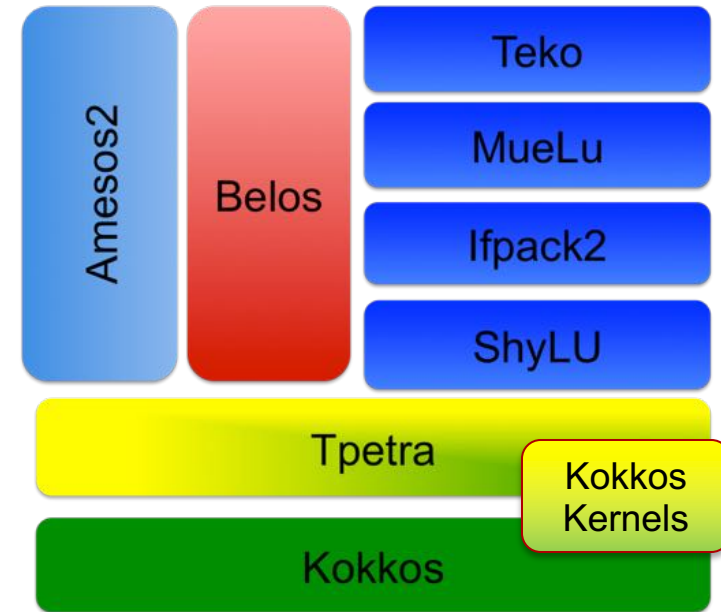 Amesos2
Belos
Teko
MueLu
Ifpack2
ShyLU
Tpetra
Kokkos
Kernels
Kokkos